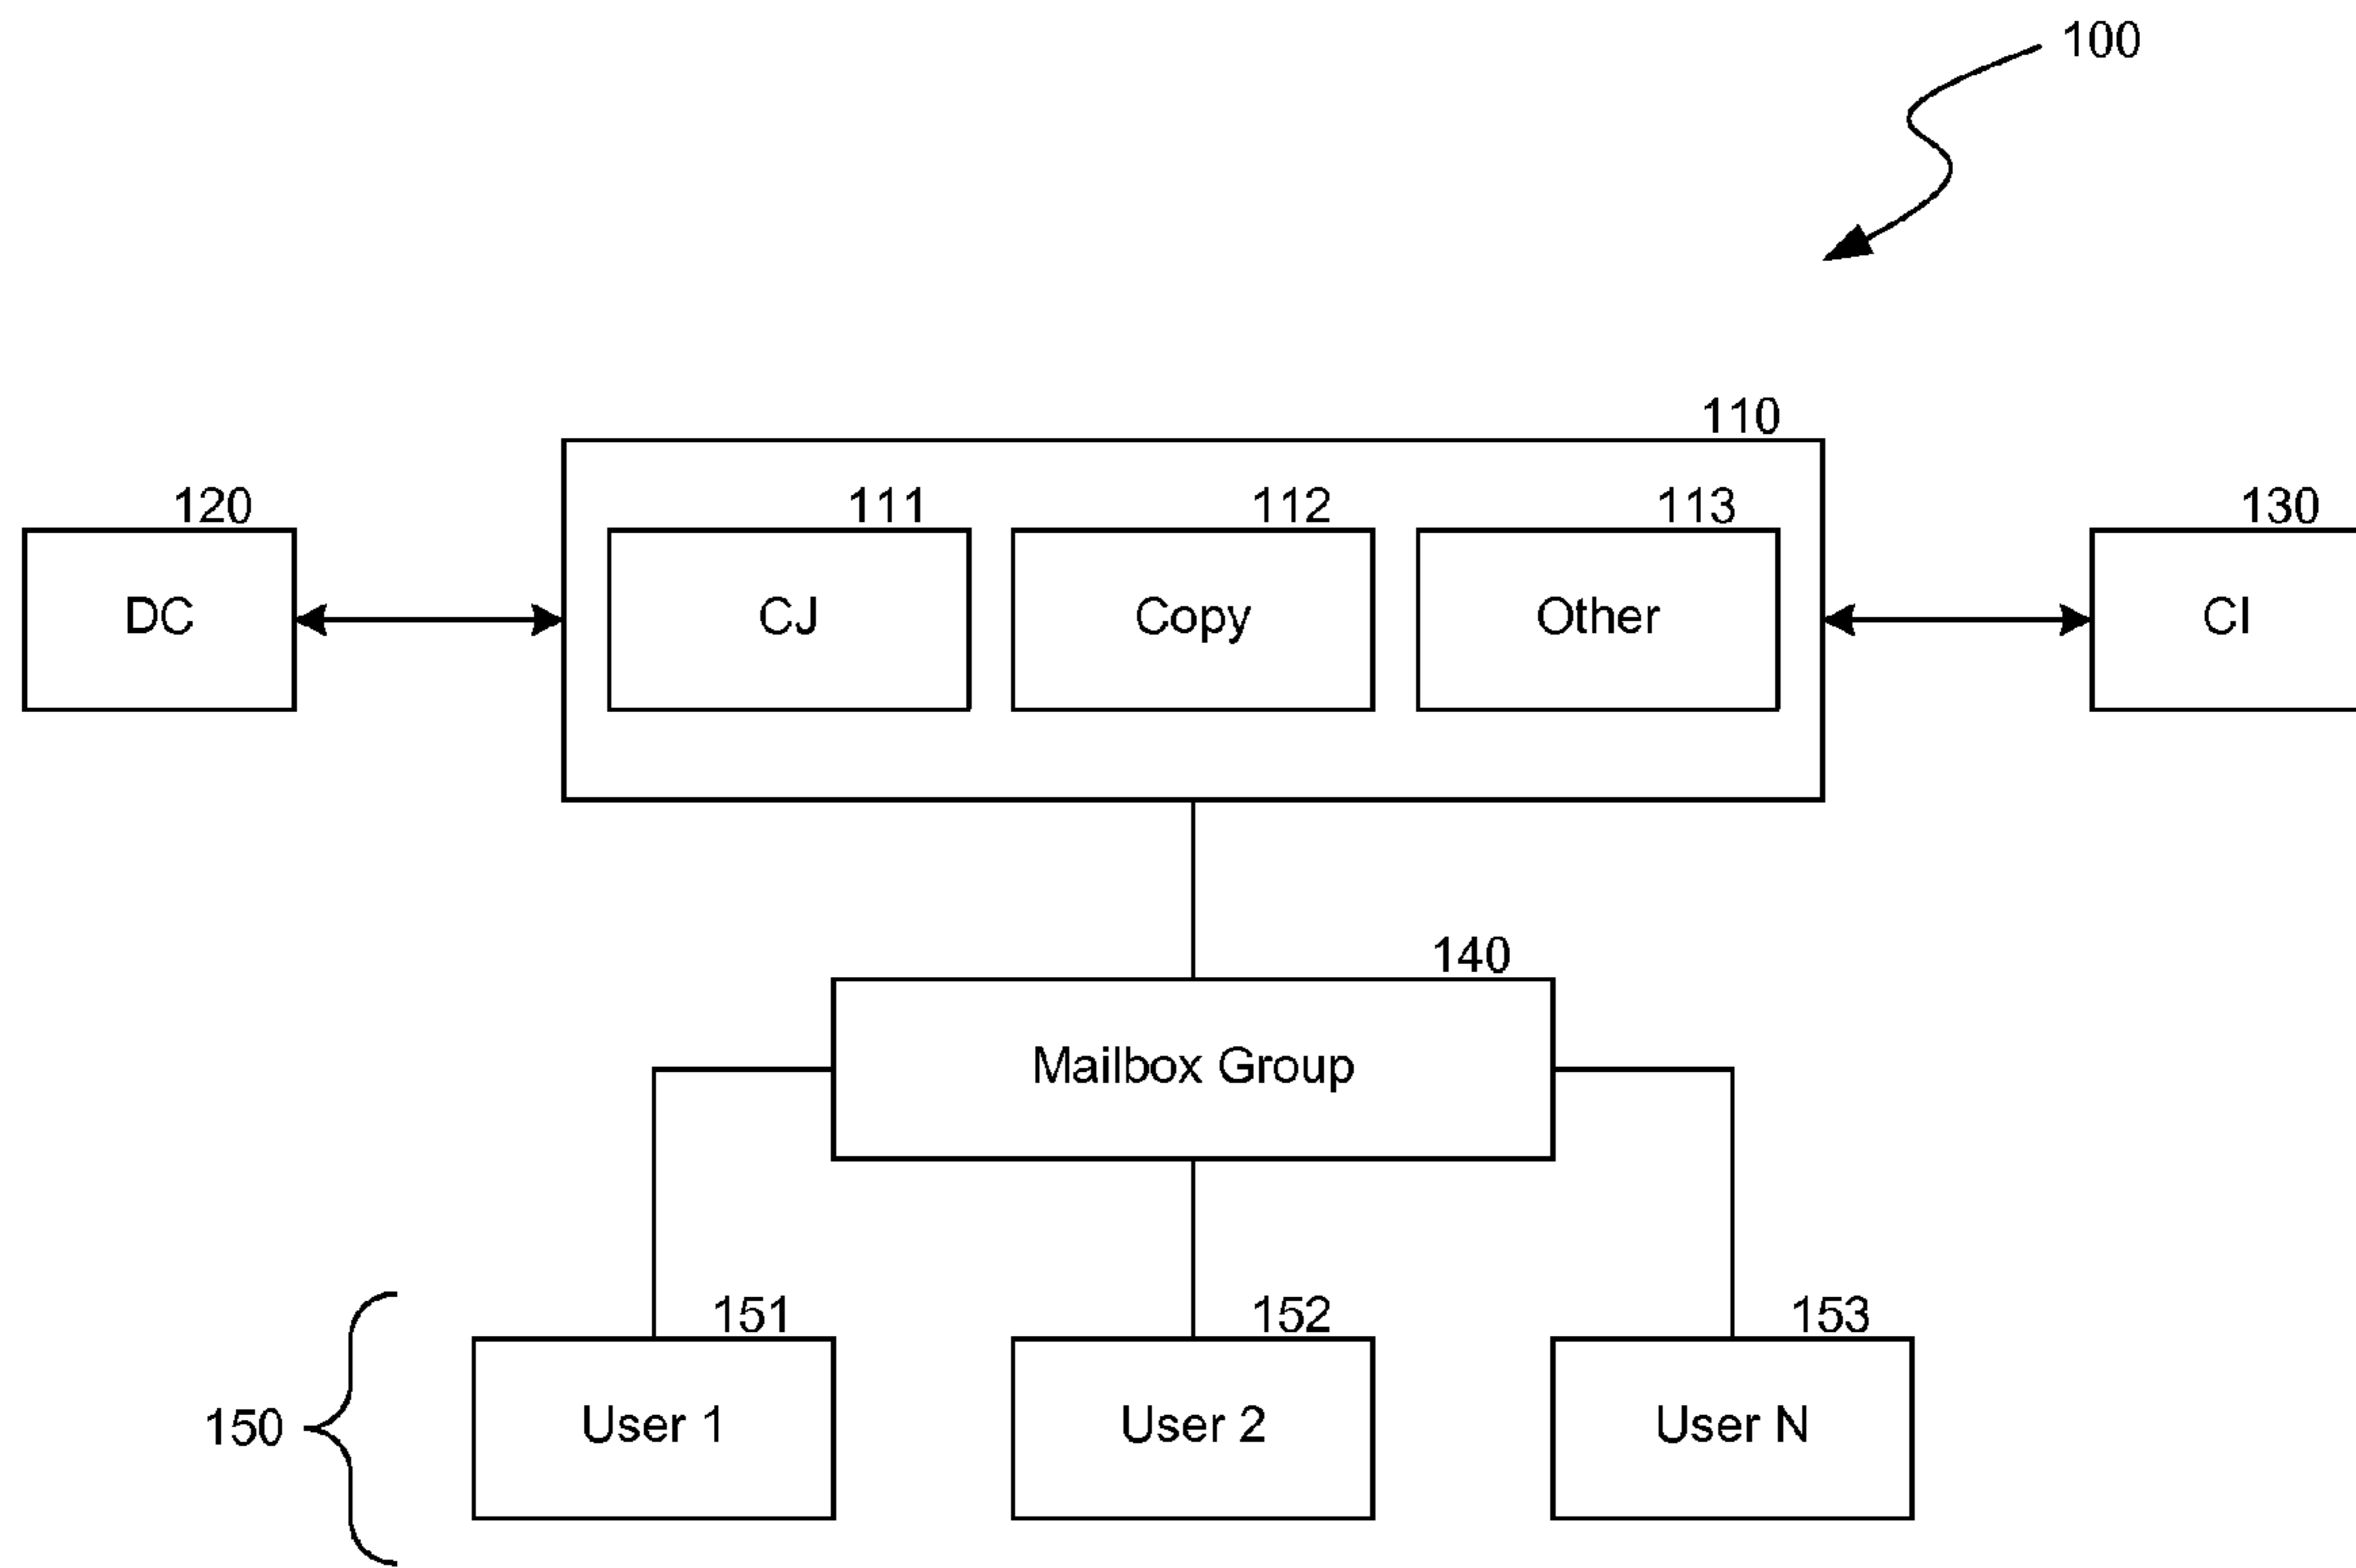 100
110
120
111
112
113
130
DC
CJ
Copy
Other
CI
140
Mailbox Group
151
152
153
150
User 1
User 2
User N